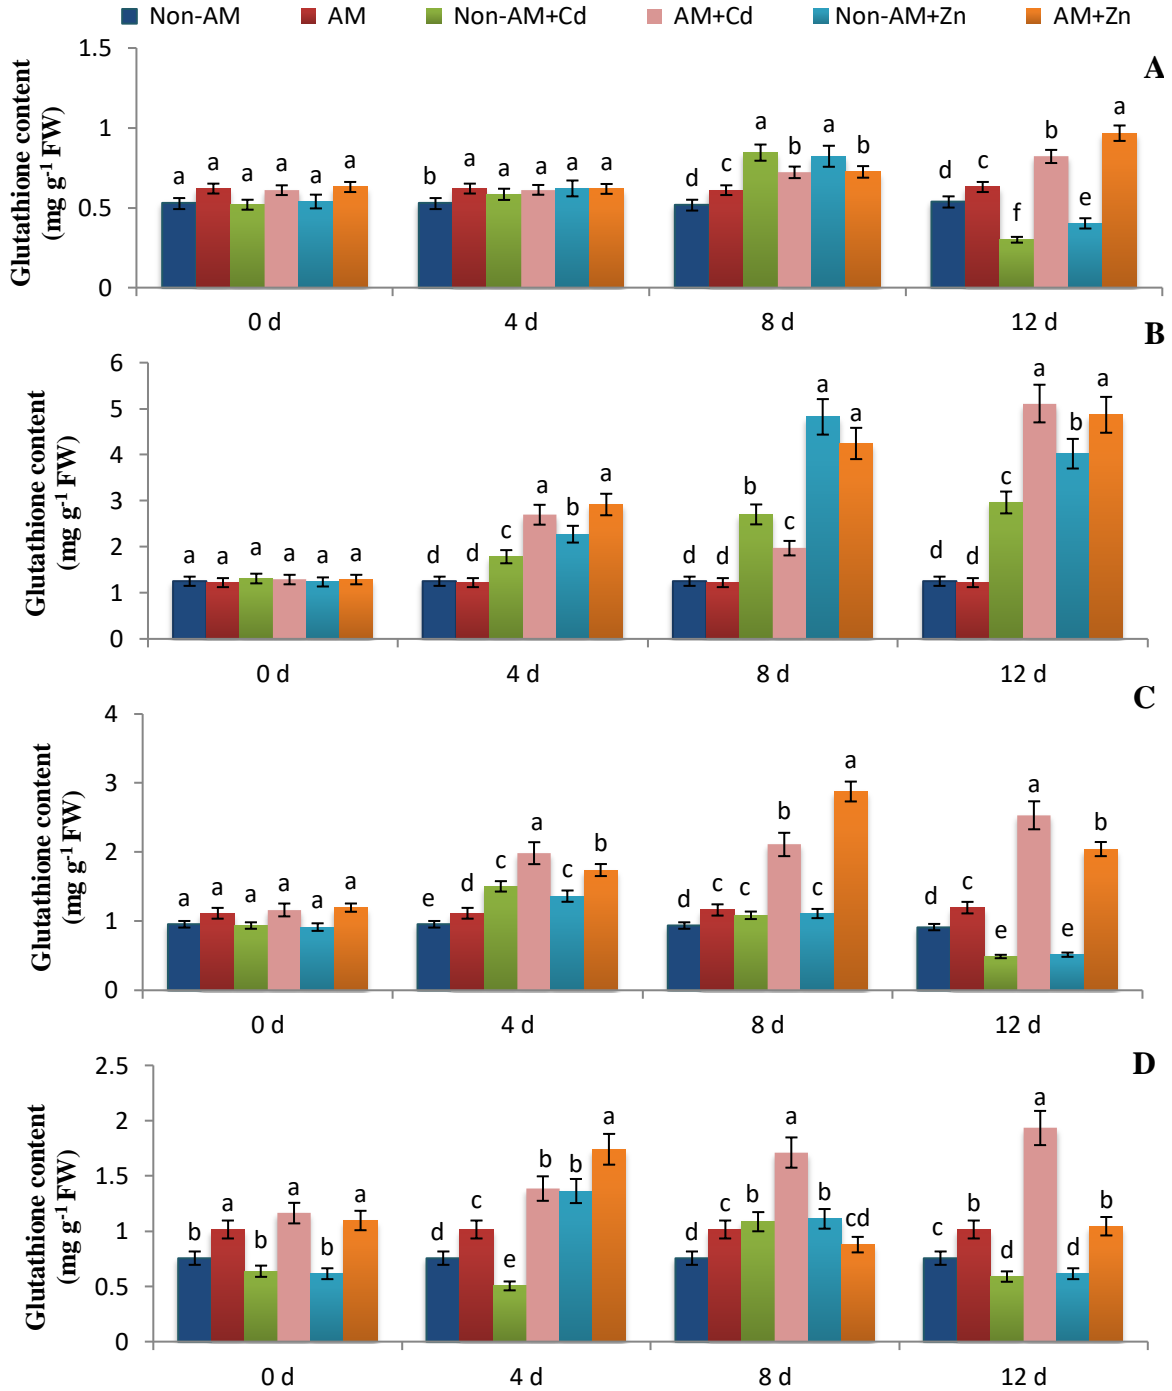 Non-AM AM Non-AM+Cd AM+Cd Non-AM+Zn AM+Zn
A
Glutathione content
(mg g-1 FW)
1.5
1
0.5
0
a a a a a a
b a a a a a
d c a b a b
d c f b e a
0 d 4 d 8 d 12 d
B
Glutathione content
(mg g-1 FW)
6
5
4
3
2
1
0
a a a a a a
d d c a b a
d d b c a a
d d c a b a
0 d 4 d 8 d 12 d
C
Glutathione content
(mg g-1 FW)
4
3
2
1
0
a a a a a a
e d c a c b
d c c b c a
d c e a e b
0 d 4 d 8 d 12 d
D
Glutathione content
(mg g-1 FW)
2.5
2
1.5
1
0.5
0
b a b a b a
d c e b b a
d c b a b cd
c b d a d b
0 d 4 d 8 d 12 d